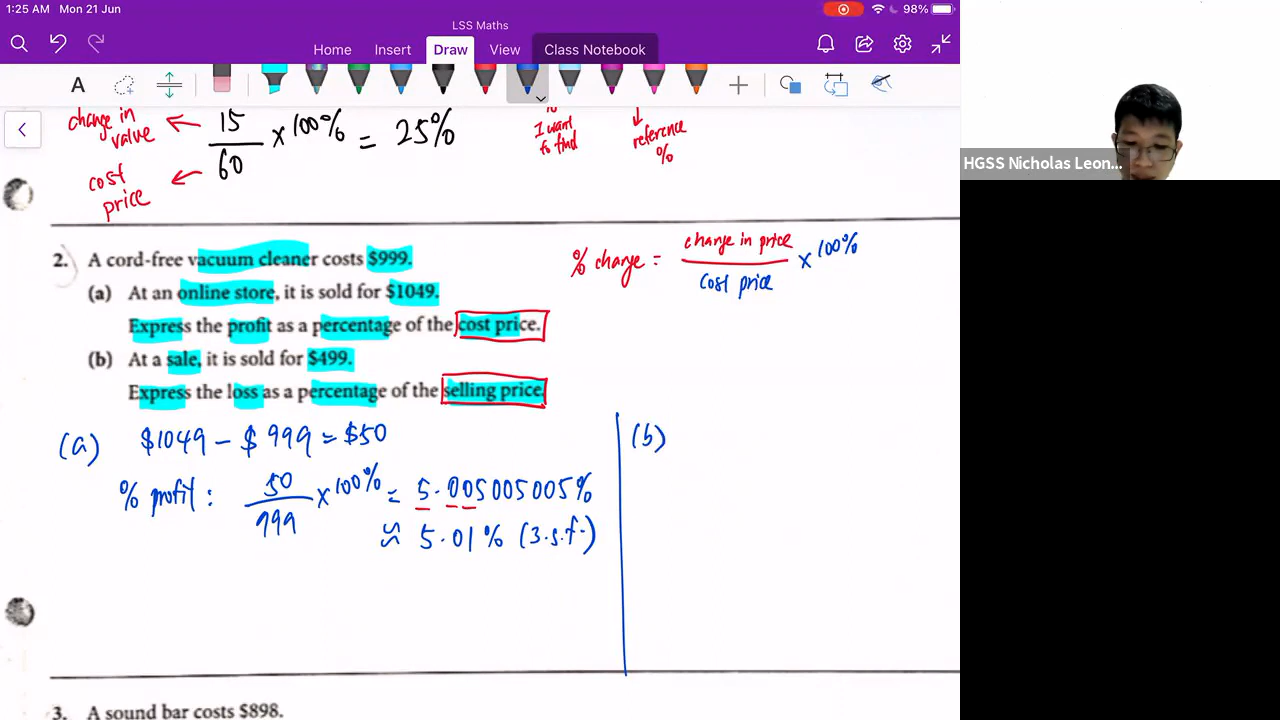 1:25 AM Mon 21 Jun
98%
LSS Maths
Home Insert Draw View Class Notebook
A
change in value
15
60
x 100% = 25%
cost price
I want to find
reference %
2. A cord-free vacuum cleaner costs $999.
(a) At an online store, it is sold for $1049.
Express the profit as a percentage of the cost price.
(b) At a sale, it is sold for $499.
Express the loss as a percentage of the selling price.
% change = change in price
cost price
x 100%
(a) $1049 - $999 = $50
% profit : 50
999
x 100% = 5.005005005%
≈ 5.01% (3.s.f.)
(b)
3. A sound bar costs $898.
HGSS Nicholas Leon...